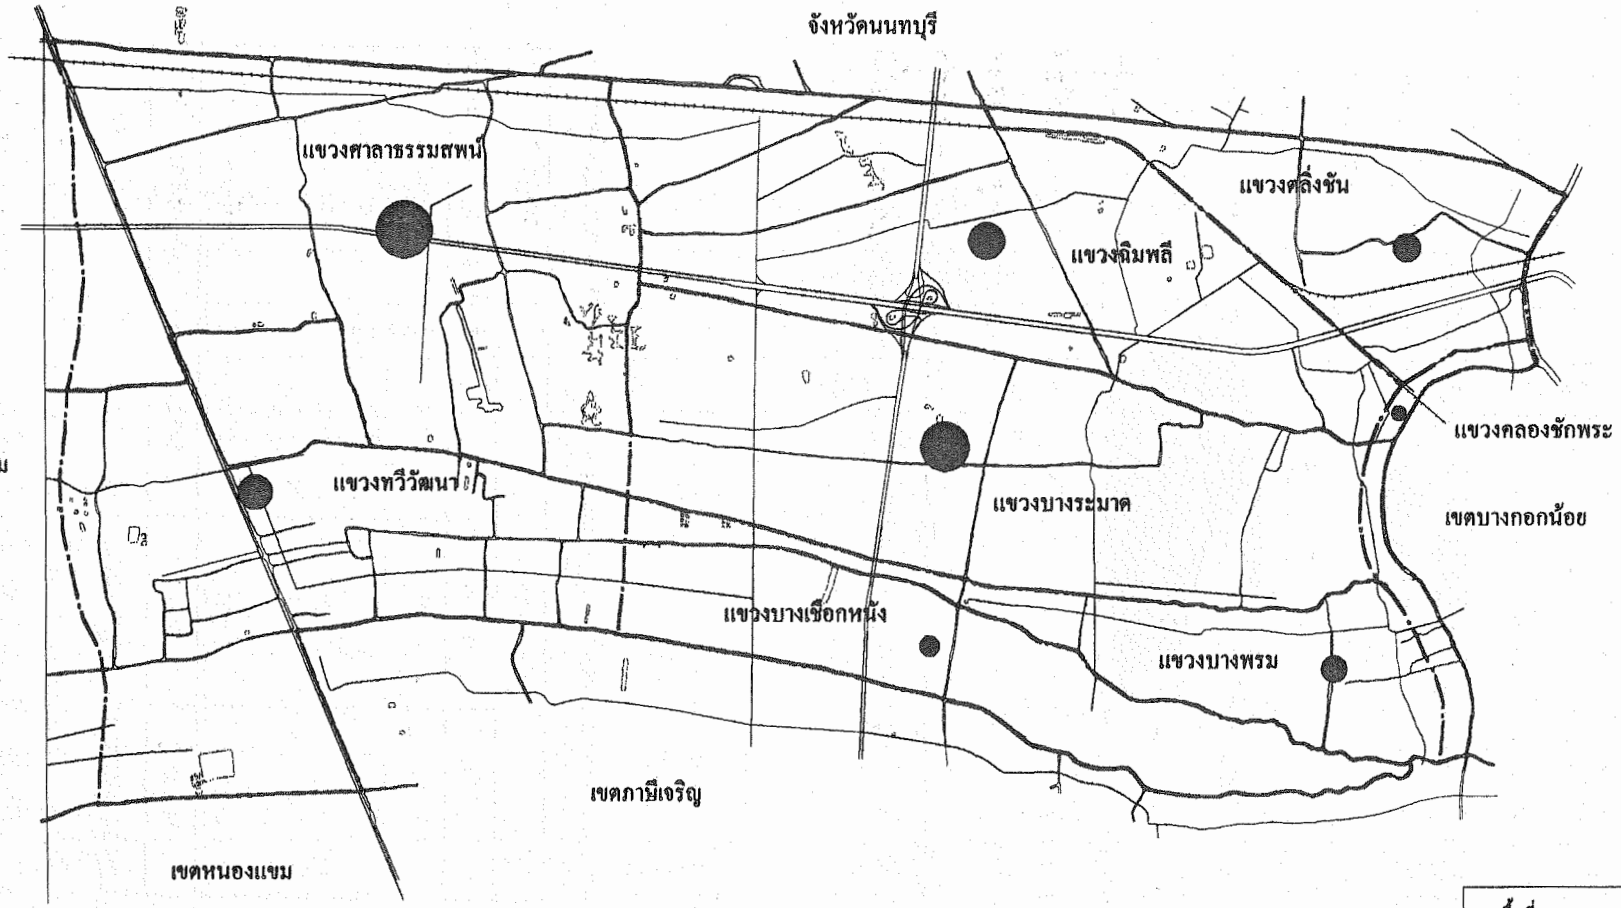 จังหวัดนนทบุรี
แขวงศาลาธรรมสพน์
แขวงตลิ่งชัน
แขวงฉิมพลี
แขวงคลองชักพระ
แขวงทวีวัฒนา
แขวงบางระมาด
เขตบางกอกน้อย
แขวงบางเชือกหนัง
แขวงบางพรม
เขตภาษีเจริญ
เขตหนองแขม